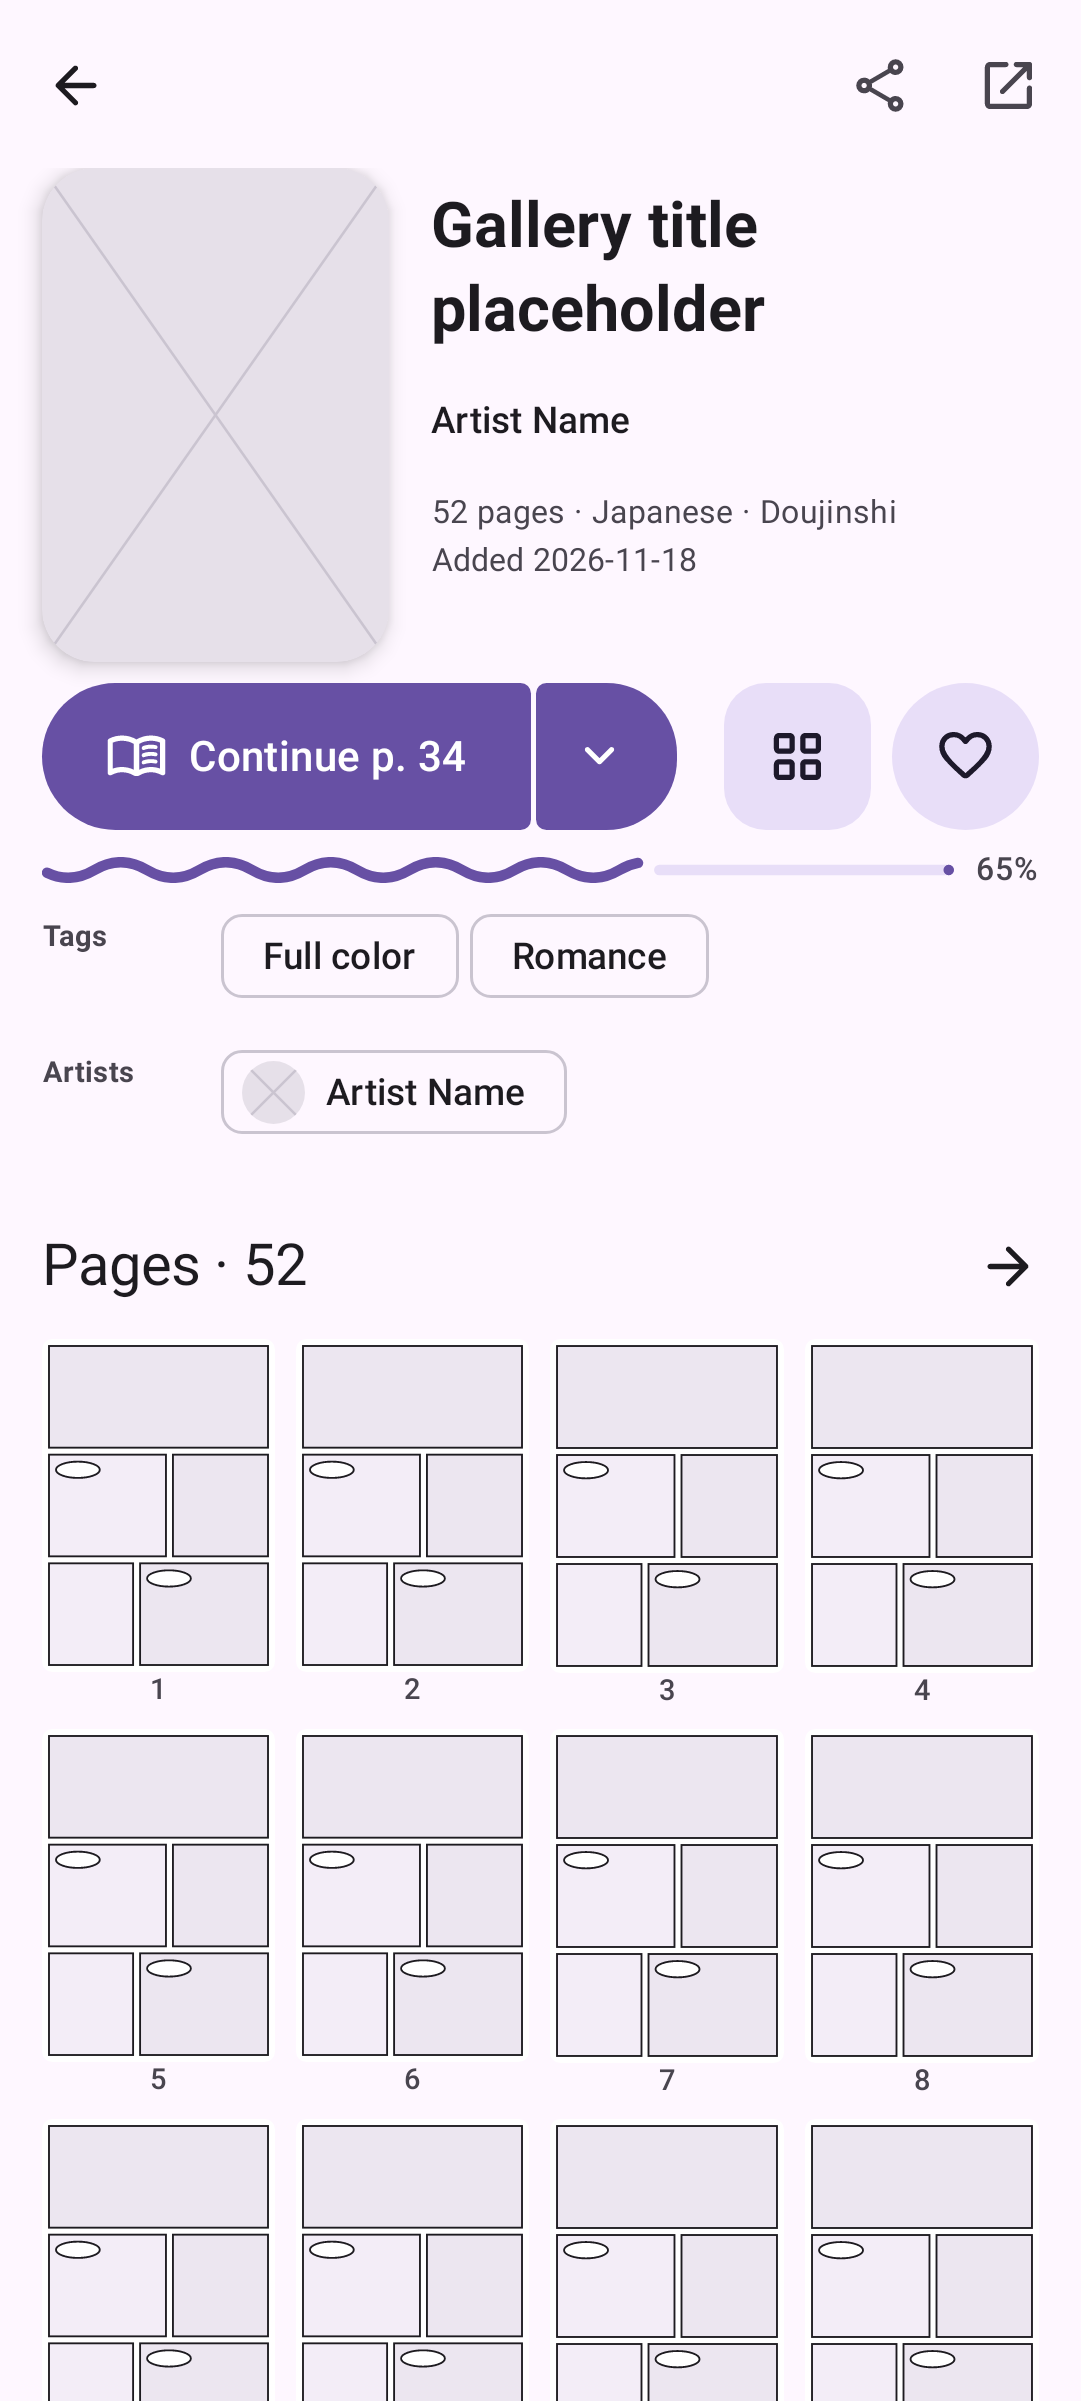 Gallery title
placeholder
Artist Name
52 pages · Japanese · Doujinshi
Added 2026-11-18
Continue p. 34
65%
Tags
Full color
Romance
Artists
Artist Name
Pages · 52
1
2
3
4
5
6
7
8